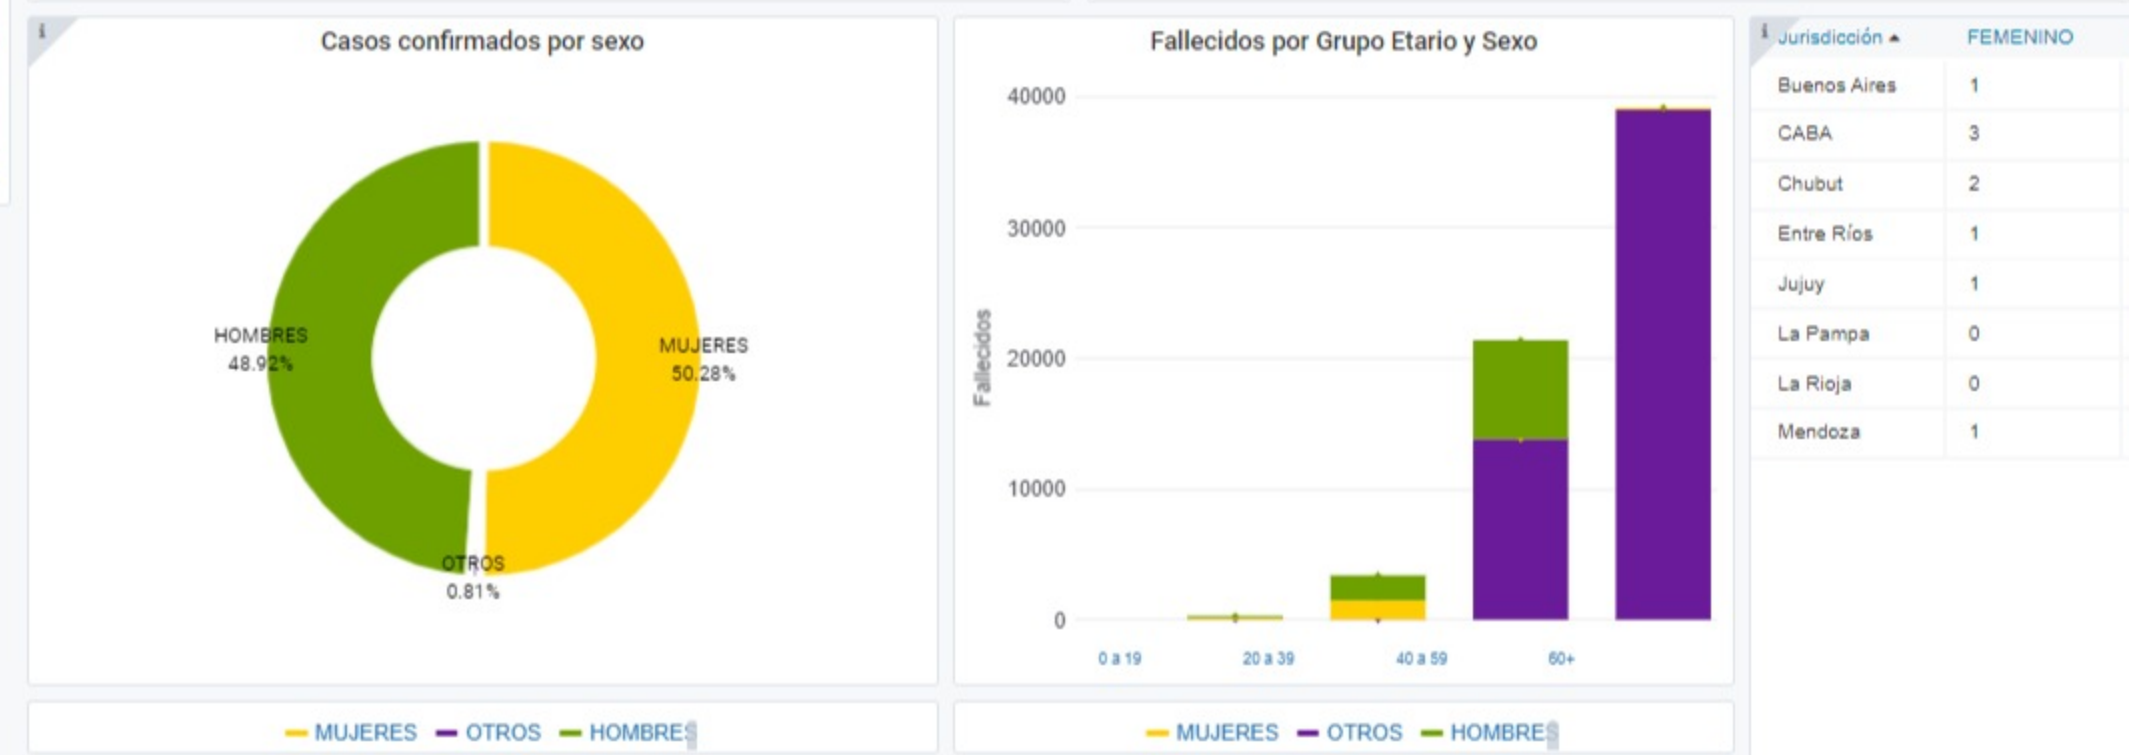 Casos confirmados por sexo
HOMBRES
48.92%
MUJERES
50.28%
OTROS
0.81%
MUJERES OTROS HOMBRES
Fallecidos por Grupo Etario y Sexo
Fallecidos
40000
30000
20000
10000
0
0 a 19 20 a 39 40 a 59 60+
MUJERES OTROS HOMBRES
i Jurisdicción FEMENINO
Buenos Aires 1
CABA 3
Chubut 2
Entre Ríos 1
Jujuy 1
La Pampa 0
La Rioja 0
Mendoza 1